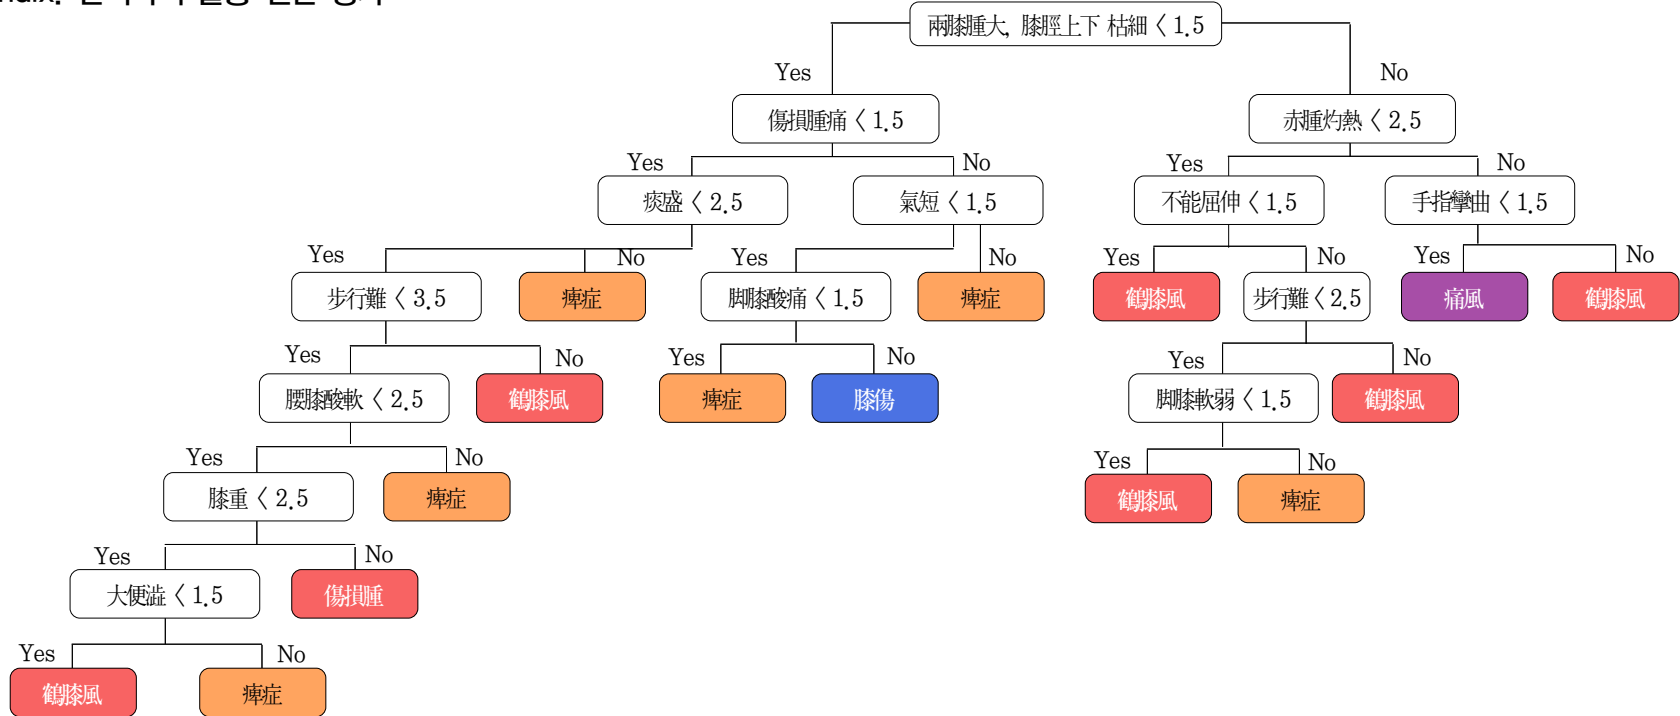 兩膝腫大, 膝脛上下 枯細 < 1.5
Yes
No
傷損腫痛 < 1.5
赤腫灼熱 < 2.5
Yes
No
Yes
No
痰盛 < 2.5
氣短 < 1.5
不能屈伸 < 1.5
手指攣曲 < 1.5
Yes
No
Yes
No
Yes
No
Yes
No
步行難 < 3.5
痺症
脚膝酸痛 < 1.5
痺症
鶴膝風
步行難 < 2.5
痛風
鶴膝風
Yes
No
Yes
No
Yes
No
腰膝酸軟 < 2.5
鶴膝風
痺症
膝傷
脚膝軟弱 < 1.5
鶴膝風
Yes
No
Yes
No
膝重 < 2.5
痺症
鶴膝風
痺症
Yes
No
大便澁 < 1.5
傷損腫
Yes
No
鶴膝風
痺症